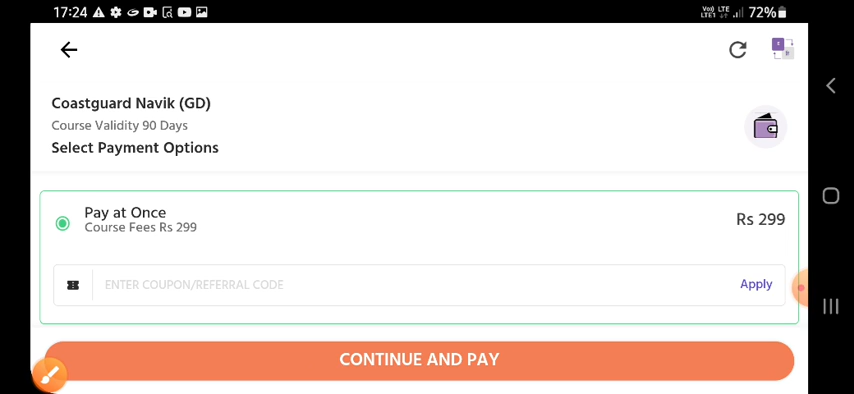 17:24 72%
Coastguard Navik (GD)
Course Validity 90 Days
Select Payment Options
Pay at Once
Course Fees Rs 299
Rs 299
ENTER COUPON/REFERRAL CODE
Apply
CONTINUE AND PAY